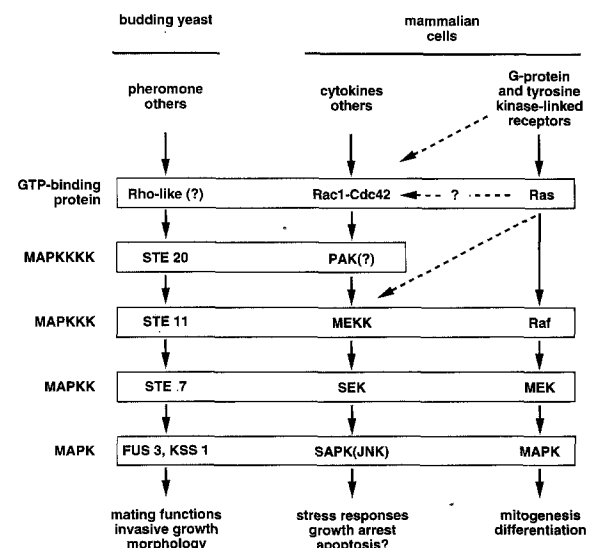 budding yeast
mammalian
cells
pheromone
others
cytokines
others
G-protein
and tyrosine
kinase-linked
receptors
GTP-binding
protein
Rho-like (?)
Rac1-Cdc42
?
Ras
MAPKKKK
STE 20
PAK(?)
MAPKKK
STE 11
MEKK
Raf
MAPKK
STE .7
SEK
MEK
MAPK
FUS 3, KSS 1
SAPK(JNK)
MAPK
mating functions
invasive growth
morphology
stress responses
growth arrest
apoptosis?
mitogenesis
differentiation